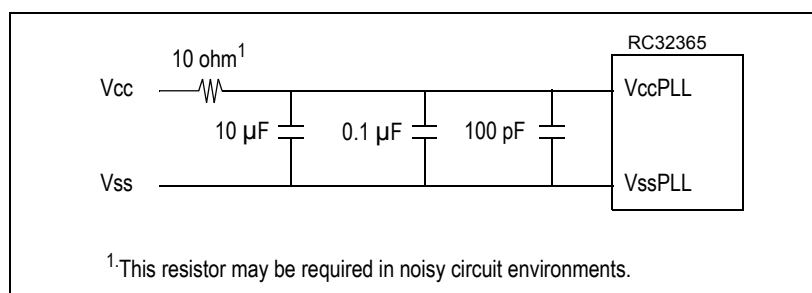 RC32365
10 ohm1
Vcc
VccPLL
10 µF
0.1 µF
100 pF
Vss
VssPLL
1.This resistor may be required in noisy circuit environments.